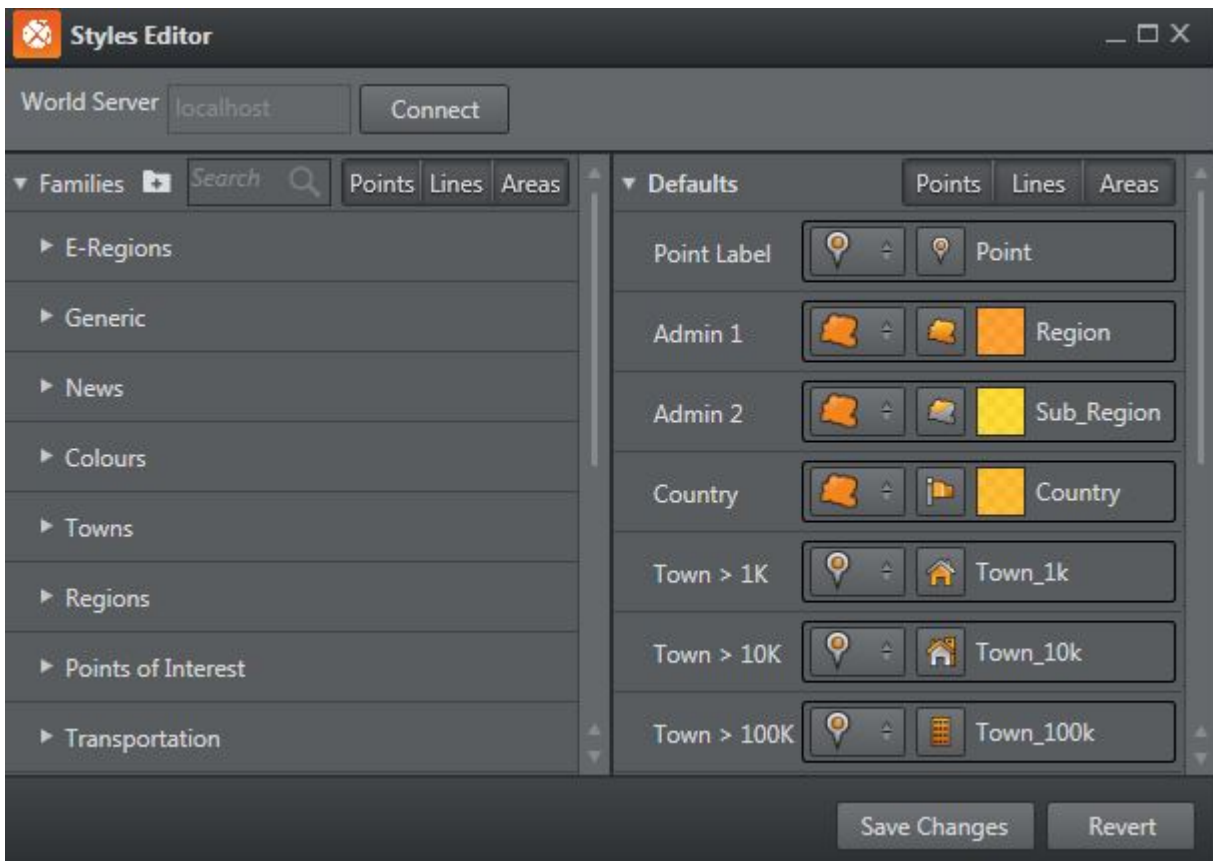 Styles Editor
World Server localhost Connect
Families Search Points Lines Areas
E-Regions
Generic
News
Colours
Towns
Regions
Points of Interest
Transportation
Defaults Points Lines Areas
Point Label Point
Admin 1 Region
Admin 2 Sub_Region
Country Country
Town > 1K Town_1k
Town > 10K Town_10k
Town > 100K Town_100k
Save Changes Revert